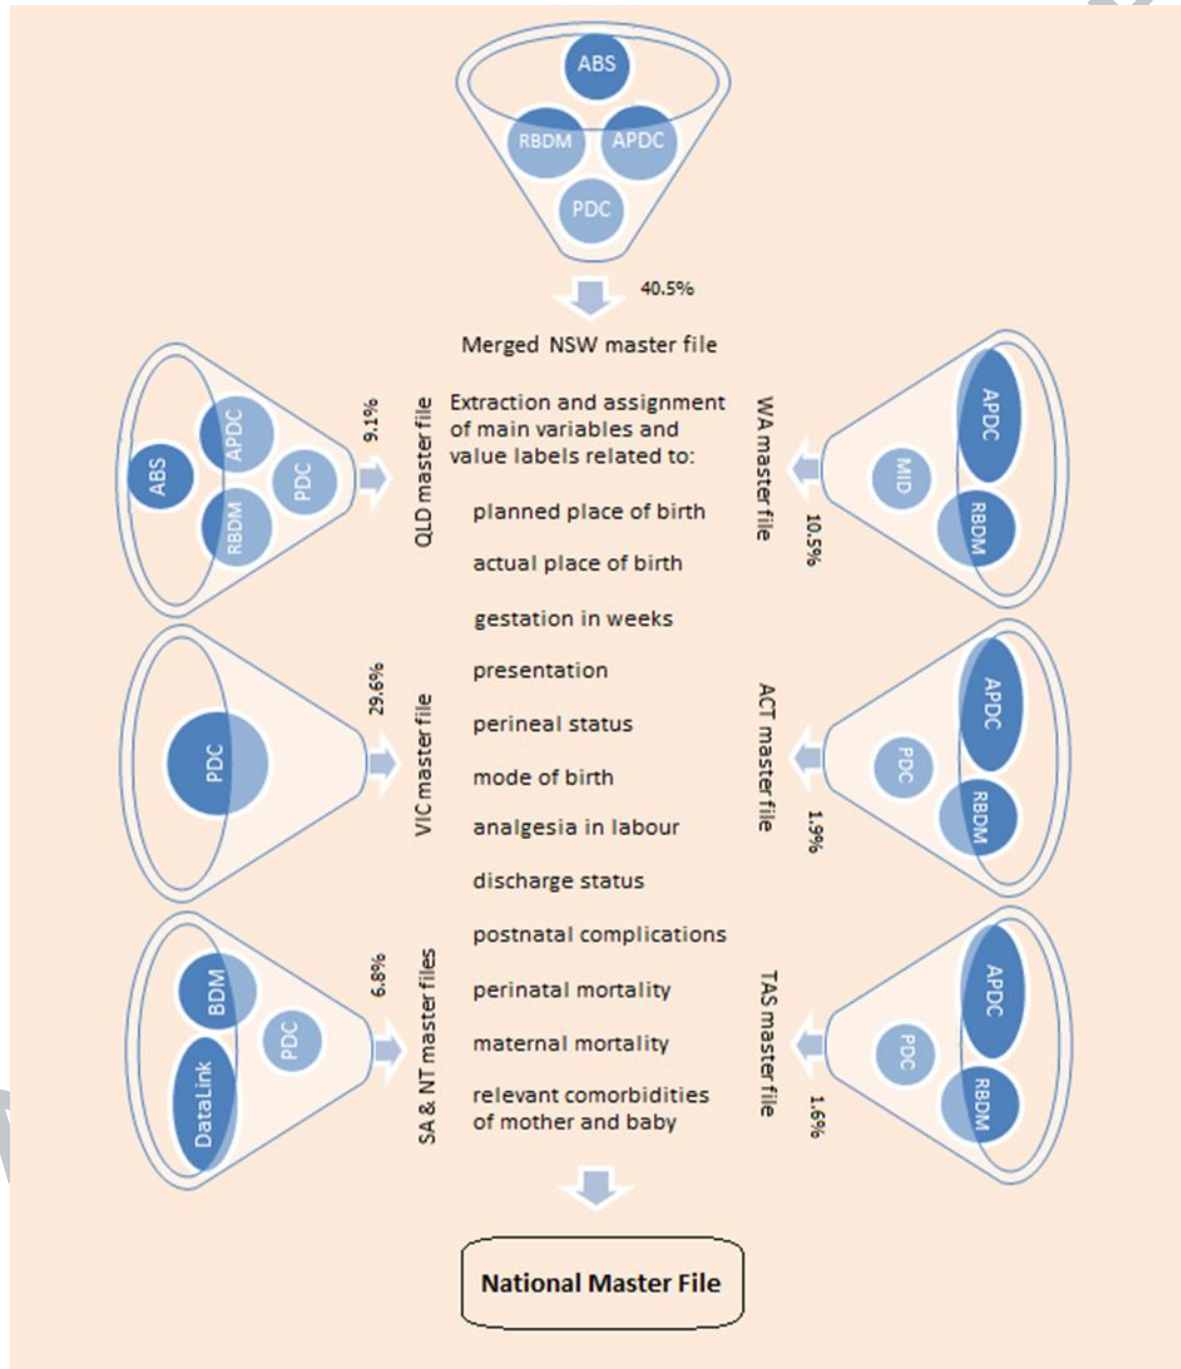 ABS
RBDM
APDC
PDC
40.5%
Merged NSW master file
ABS
APDC
RBDM
PDC
9.1%
QLD master file
PDC
29.6%
VIC master file
BDM
DataLink
PDC
6.8%
SA & NT master files
Extraction and assignment
of main variables and
value labels related to:
planned place of birth
actual place of birth
gestation in weeks
presentation
perineal status
mode of birth
analgesia in labour
discharge status
postnatal complications
perinatal mortality
maternal mortality
relevant comorbidities
of mother and baby
WA master file
10.5%
MID
APDC
RBDM
ACT master file
1.9%
PDC
APDC
RBDM
TAS master file
1.6%
PDC
APDC
RBDM
National Master File